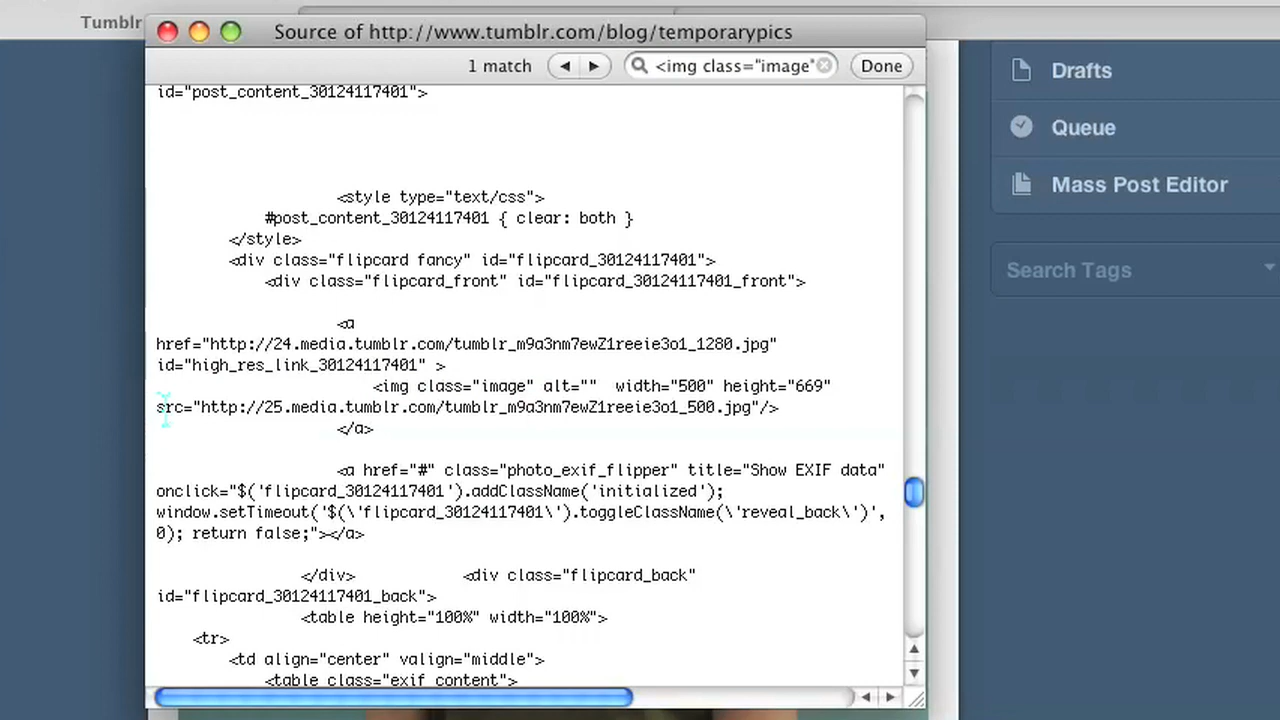 Tumblr
Source of http://www.tumblr.com/blog/temporarypics
1 match
<img class="image"
Done
id="post_content_30124117401">
<style type="text/css">
#post_content_30124117401 { clear: both }
</style>
<div class="flipcard fancy" id="flipcard_30124117401">
<div class="flipcard_front" id="flipcard_30124117401_front">
<a
href="http://24.media.tumblr.com/tumblr_m9a3nm7ewZ1reeie3o1_1280.jpg"
id="high_res_link_30124117401" >
<img class="image" alt=""  width="500" height="669"
src="http://25.media.tumblr.com/tumblr_m9a3nm7ewZ1reeie3o1_500.jpg"/>
</a>
<a href="#" class="photo_exif_flipper" title="Show EXIF data"
onclick="$('flipcard_30124117401').addClassName('initialized');
window.setTimeout('$(\'flipcard_30124117401\').toggleClassName(\'reveal_back\')',
0); return false;"></a>
</div> <div class="flipcard_back"
id="flipcard_30124117401_back">
<table height="100%" width="100%">
<tr>
<td align="center" valign="middle">
<table class="exif_content">
Drafts
Queue
Mass Post Editor
Search Tags